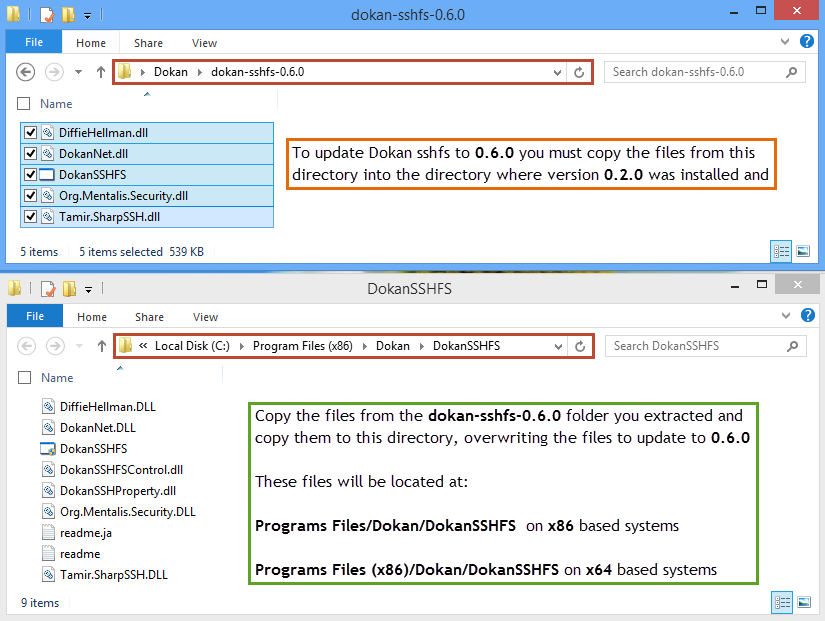 dokan-sshfs-0.6.0
File Home Share View
Dokan dokan-sshfs-0.6.0 Search dokan-sshfs-0.6.0
Name
DiffieHellman.dll
DokanNet.dll
DokanSSHFS
Org.Mentalis.Security.dll
Tamir.SharpSSH.dll
To update Dokan sshfs to 0.6.0 you must copy the files from this
directory into the directory where version 0.2.0 was installed and
5 items 5 items selected 539 KB
DokanSSHFS
File Home Share View
« Local Disk (C:) Program Files (x86) Dokan DokanSSHFS Search DokanSSHFS
Name
DiffieHellman.DLL
DokanNet.DLL
DokanSSHFS
DokanSSHFSControl.dll
DokanSSHProperty.dll
Org.Mentalis.Security.DLL
readme.ja
readme
Tamir.SharpSSH.DLL
Copy the files from the dokan-sshfs-0.6.0 folder you extracted and
copy them to this directory, overwriting the files to update to 0.6.0
These files will be located at:
Programs Files/Dokan/DokanSSHFS on x86 based systems
Programs Files (x86)/Dokan/DokanSSHFS on x64 based systems
9 items